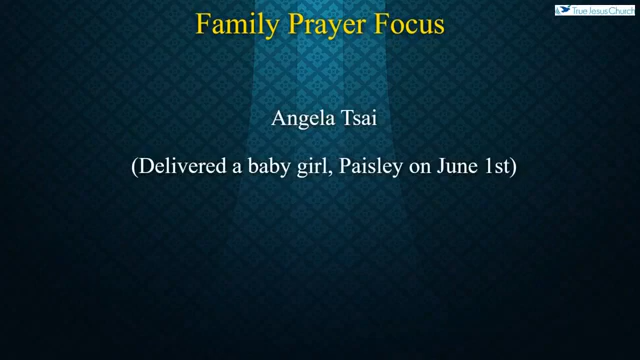 Family Prayer Focus
True Jesus Church
Angela Tsai
(Delivered a baby girl, Paisley on June 1st)